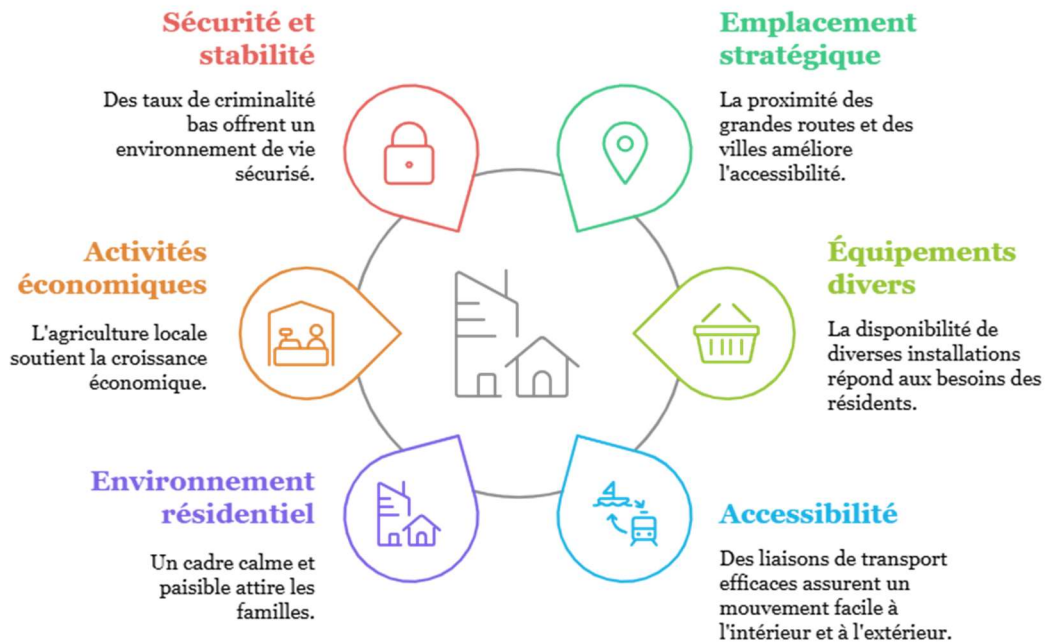 Sécurité et
stabilité
Des taux de criminalité
bas offrent un
environnement de vie
sécurisé.
Emplacement
stratégique
La proximité des
grandes routes et des
villes améliore
l'accessibilité.
Activités
économiques
L'agriculture locale
soutient la croissance
économique.
Équipements
divers
La disponibilité de
diverses installations
répond aux besoins des
résidents.
Environnement
résidentiel
Un cadre calme et
paisible attire les
familles.
Accessibilité
Des liaisons de transport
efficaces assurent un
mouvement facile à
l'intérieur et à l'extérieur.